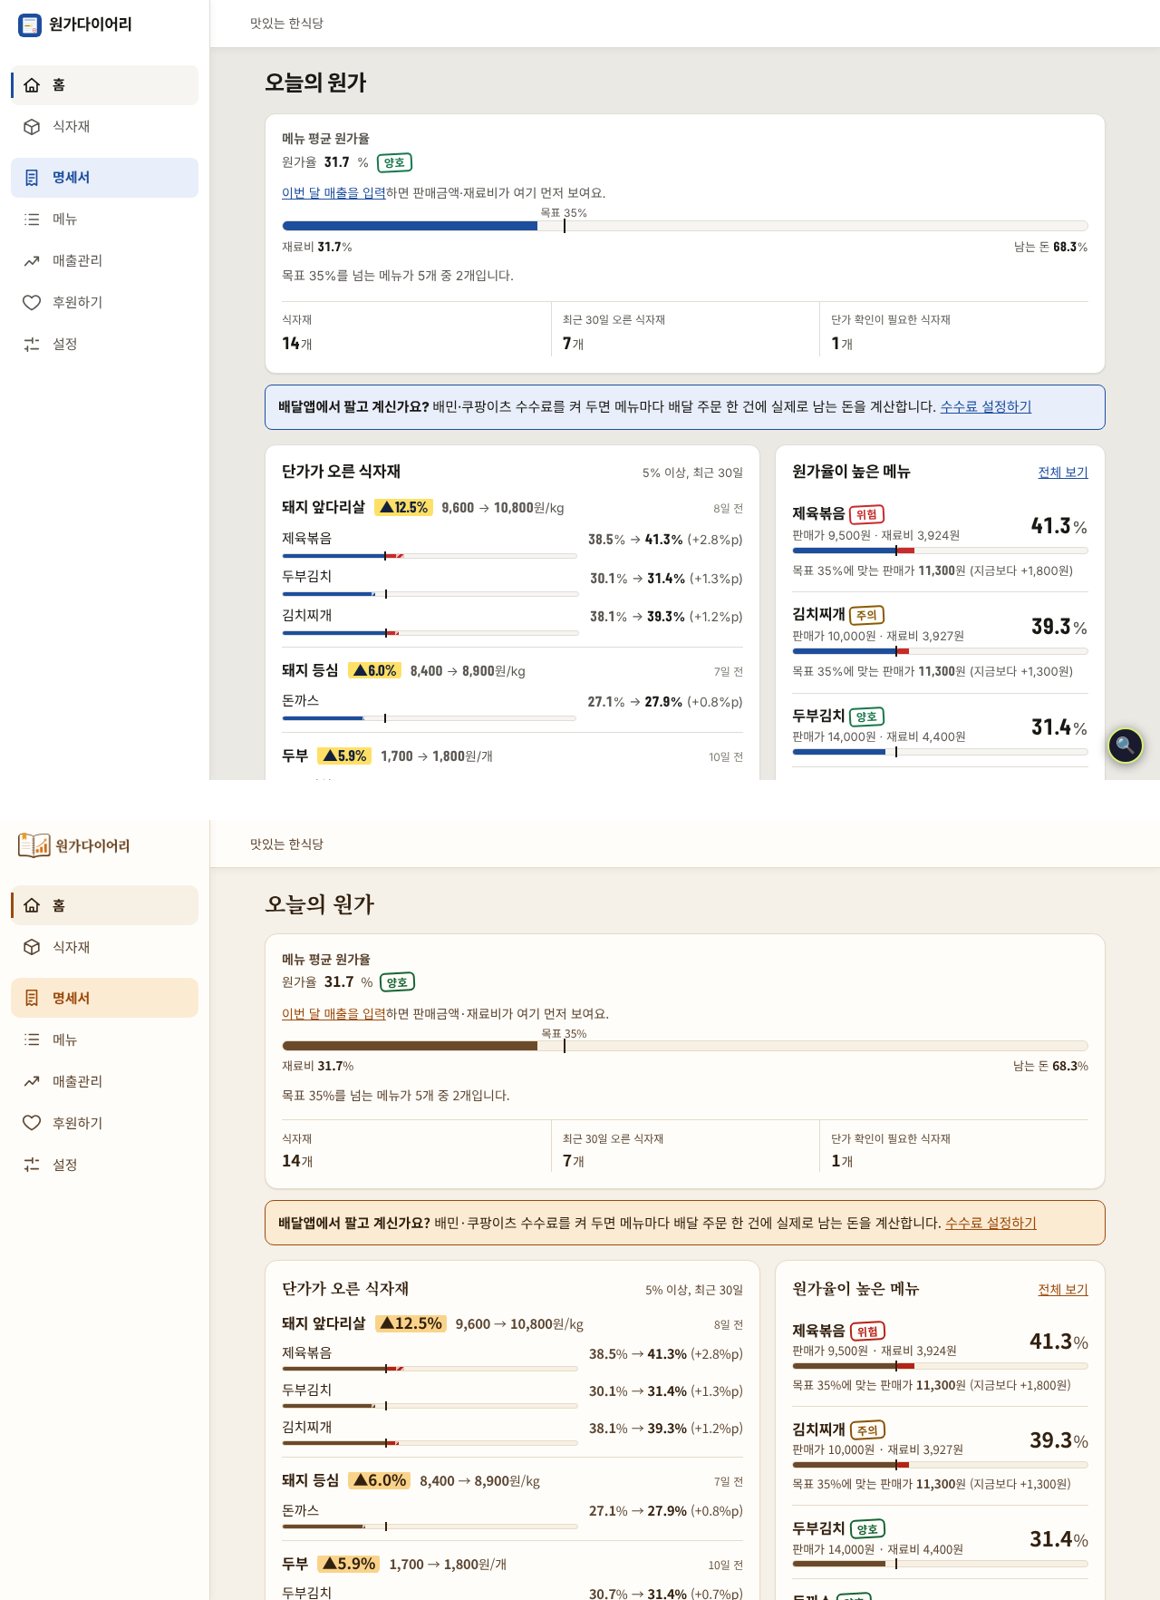 원가다이어리
맛있는 한식당
홈
식자재
명세서
메뉴
매출관리
후원하기
설정
오늘의 원가
메뉴 평균 원가율
원가율 31.7 % 양호
이번 달 매출을 입력하면 판매금액·재료비가 여기 먼저 보여요.
목표 35%
재료비 31.7%
남는 돈 68.3%
목표 35%를 넘는 메뉴가 5개 중 2개입니다.
식자재
14개
최근 30일 오른 식자재
7개
단가 확인이 필요한 식자재
1개
배달앱에서 팔고 계신가요? 배민·쿠팡이츠 수수료를 켜 두면 메뉴마다 배달 주문 한 건에 실제로 남는 돈을 계산합니다. 수수료 설정하기
단가가 오른 식자재
5% 이상, 최근 30일
돼지 앞다리살 ▲12.5% 9,600 → 10,800원/kg
8일 전
제육볶음
38.5% → 41.3% (+2.8%p)
두부김치
30.1% → 31.4% (+1.3%p)
김치찌개
38.1% → 39.3% (+1.2%p)
돼지 등심 ▲6.0% 8,400 → 8,900원/kg
7일 전
돈까스
27.1% → 27.9% (+0.8%p)
두부 ▲5.9% 1,700 → 1,800원/개
10일 전
원가율이 높은 메뉴
전체 보기
제육볶음 위험
판매가 9,500원 · 재료비 3,924원
41.3%
목표 35%에 맞는 판매가 11,300원 (지금보다 +1,800원)
김치찌개 주의
판매가 10,000원 · 재료비 3,927원
39.3%
목표 35%에 맞는 판매가 11,300원 (지금보다 +1,300원)
두부김치 양호
판매가 14,000원 · 재료비 4,400원
31.4%
원가다이어리
맛있는 한식당
홈
식자재
명세서
메뉴
매출관리
후원하기
설정
오늘의 원가
메뉴 평균 원가율
원가율 31.7 % 양호
이번 달 매출을 입력하면 판매금액·재료비가 여기 먼저 보여요.
목표 35%
재료비 31.7%
남는 돈 68.3%
목표 35%를 넘는 메뉴가 5개 중 2개입니다.
식자재
14개
최근 30일 오른 식자재
7개
단가 확인이 필요한 식자재
1개
배달앱에서 팔고 계신가요? 배민·쿠팡이츠 수수료를 켜 두면 메뉴마다 배달 주문 한 건에 실제로 남는 돈을 계산합니다. 수수료 설정하기
단가가 오른 식자재
5% 이상, 최근 30일
돼지 앞다리살 ▲12.5% 9,600 → 10,800원/kg
8일 전
제육볶음
38.5% → 41.3% (+2.8%p)
두부김치
30.1% → 31.4% (+1.3%p)
김치찌개
38.1% → 39.3% (+1.2%p)
돼지 등심 ▲6.0% 8,400 → 8,900원/kg
7일 전
돈까스
27.1% → 27.9% (+0.8%p)
두부 ▲5.9% 1,700 → 1,800원/개
10일 전
두부김치
30.7% → 31.4% (+0.7%p)
원가율이 높은 메뉴
전체 보기
제육볶음 위험
판매가 9,500원 · 재료비 3,924원
41.3%
목표 35%에 맞는 판매가 11,300원 (지금보다 +1,800원)
김치찌개 주의
판매가 10,000원 · 재료비 3,927원
39.3%
목표 35%에 맞는 판매가 11,300원 (지금보다 +1,300원)
두부김치 양호
판매가 14,000원 · 재료비 4,400원
31.4%